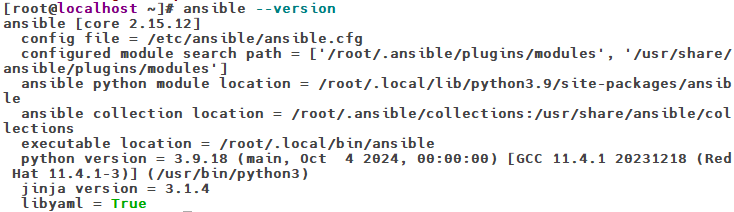 [root@localhost ~]# ansible --version
ansible [core 2.15.12]
  config file = /etc/ansible/ansible.cfg
  configured module search path = ['/root/.ansible/plugins/modules', '/usr/share/
ansible/plugins/modules']
  ansible python module location = /root/.local/lib/python3.9/site-packages/ansib
le
  ansible collection location = /root/.ansible/collections:/usr/share/ansible/col
lections
  executable location = /root/.local/bin/ansible
  python version = 3.9.18 (main, Oct  4 2024, 00:00:00) [GCC 11.4.1 20231218 (Red
 Hat 11.4.1-3)] (/usr/bin/python3)
  jinja version = 3.1.4
  libyaml = True